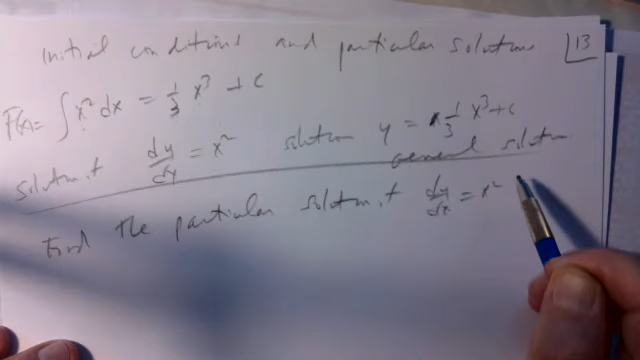 Initial conditions and particular solutions 13
F(x) = ∫ x² dx = 1/3 x³ + c
solution of dy/dy = x² solution y = 1/3 x³ + c
general solution
Find the particular solution of dy/dx = x²